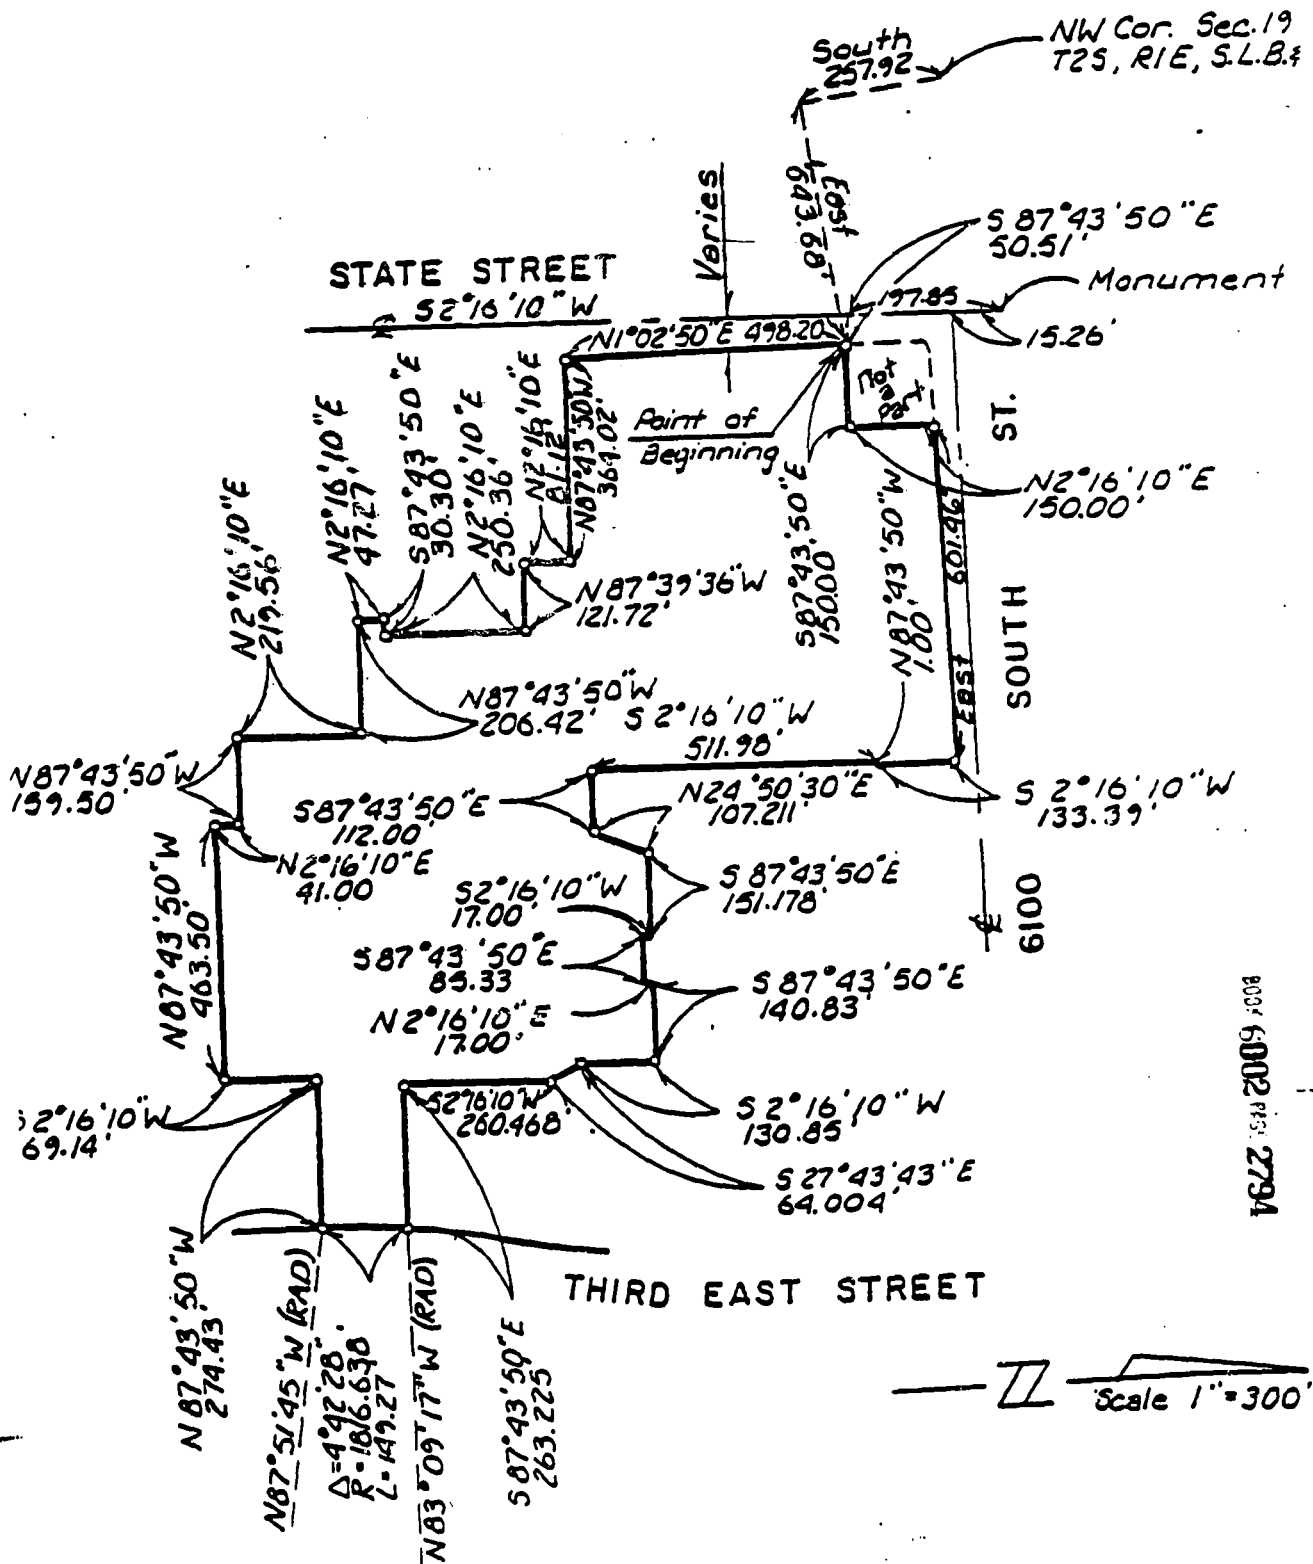 NW Cor. Sec.19
T2S, R1E, S.L.B.&
South
257.92
East
643.68'
Varies
S 87°43'50"E
50.51'
STATE STREET
S2°16'10"W
197.85
Monument
15.26'
N1°02'50"E 498.20
Not a
Part
Point of
Beginning
ST.
N2°16'10"E
150.00'
N2°16'10"E
81.12
N87°43'50"W
364.02'
N2°16'10"E
250.36'
S87°43'50"E
30.30'
N2°16'10"E
47.27'
N2°16'10"E
219.56'
N87°39'36"W
121.72'
S87°43'50"E
150.00
N87°43'50"W
1.00'
601.96'
East
SOUTH
N87°43'50"W
206.42'
S 2°16'10"W
511.98'
N87°43'50"W
159.50'
S87°43'50"E
112.00'
N24°50'30"E
107.211'
S 2°16'10"W
133.39'
N2°16'10"E
41.00
S2°16'10"W
17.00'
S 87°43'50"E
151.178'
6100
N87°43'50"W
463.50'
S87°43'50"E
85.33
S 87°43'50"E
140.83'
N2°16'10"E
17.00'
S2°16'10"W
260.468'
S 2°16'10"W
130.85'
S2°16'10"W
69.14'
S 27°43'43"E
64.004'
BOOK 6002 PAGE 2794
THIRD EAST STREET
N87°43'50"W
274.43'
N87°51'45"W (RAD)
Δ=4°42'28"
R=1816.638'
L=149.27
N83°09'17"W (RAD)
S87°43'50"E
263.225
Z
Scale 1"=300'